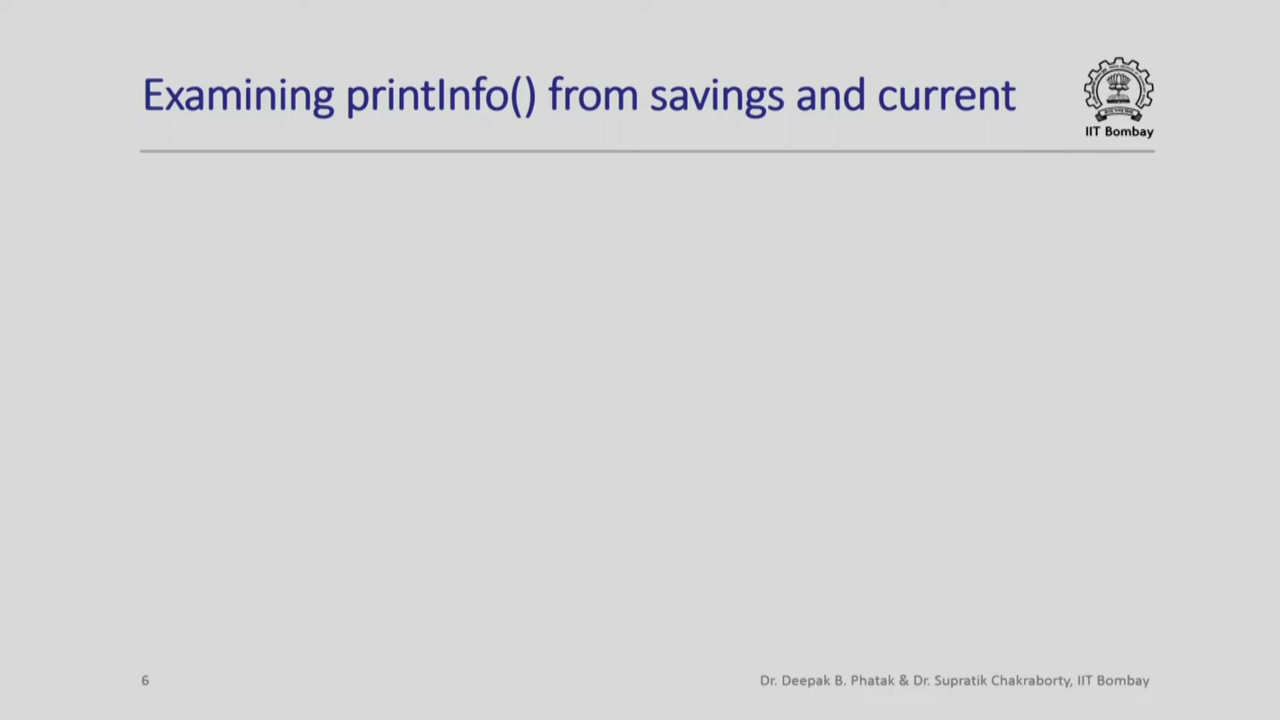 Examining printInfo() from savings and current
IIT Bombay
6
Dr. Deepak B. Phatak & Dr. Supratik Chakraborty, IIT Bombay